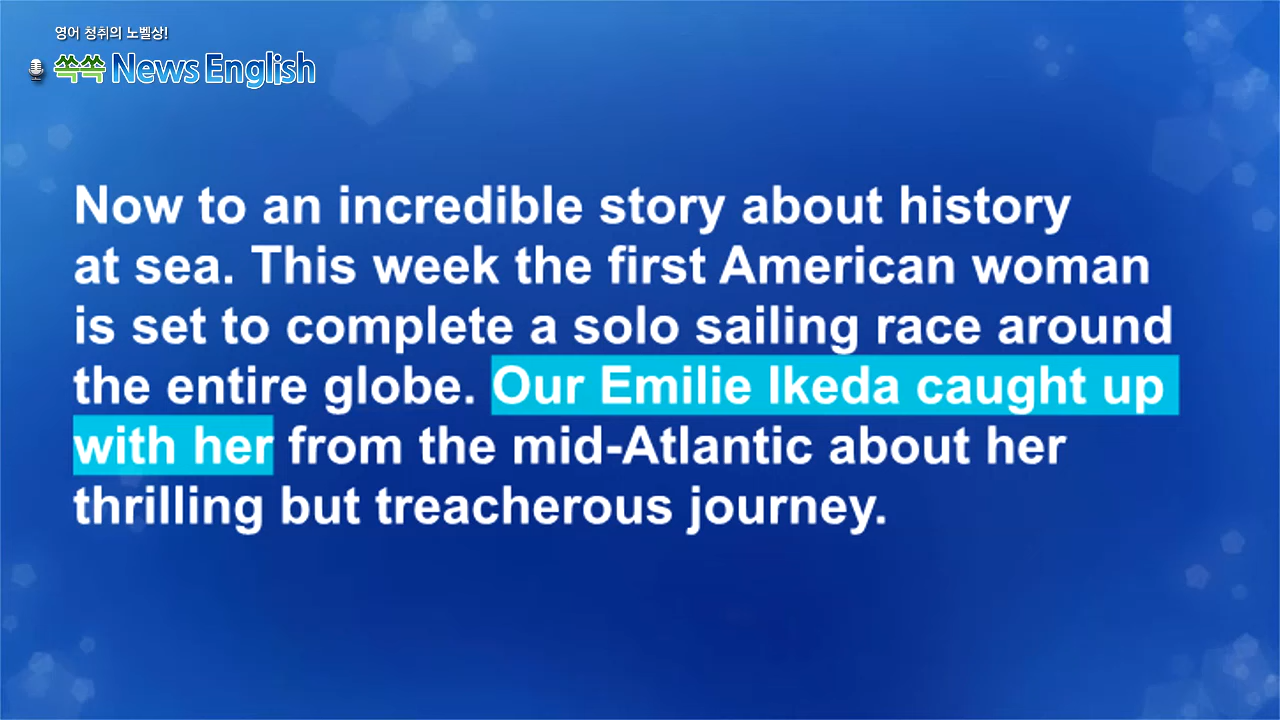 영어 청취의 노벨상!
쏙쏙 News English
Now to an incredible story about history
at sea. This week the first American woman
is set to complete a solo sailing race around
the entire globe. Our Emilie Ikeda caught up
with her from the mid-Atlantic about her
thrilling but treacherous journey.